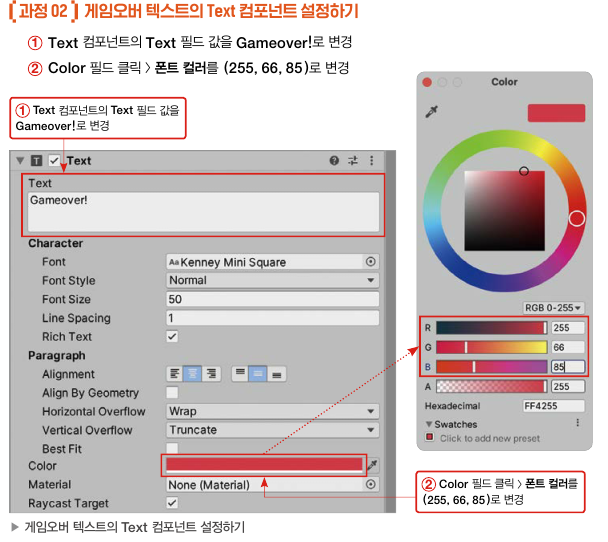 과정 02 게임오버 텍스트의 Text 컴포넌트 설정하기
① Text 컴포넌트의 Text 필드 값을 Gameover!로 변경
② Color 필드 클릭 > 폰트 컬러를 (255, 66, 85)로 변경
① Text 컴포넌트의 Text 필드 값을
Gameover!로 변경
Text
Text
Gameover!
Character
Font Aa Kenney Mini Square
Font Style Normal
Font Size 50
Line Spacing 1
Rich Text
Paragraph
Alignment
Align By Geometry
Horizontal Overflow Wrap
Vertical Overflow Truncate
Best Fit
Color
Material None (Material)
Raycast Target
Color
RGB 0-255
R 255
G 66
B 85
A 255
Hexadecimal FF4255
Swatches
Click to add new preset
② Color 필드 클릭 > 폰트 컬러를
(255, 66, 85)로 변경
▶ 게임오버 텍스트의 Text 컴포넌트 설정하기